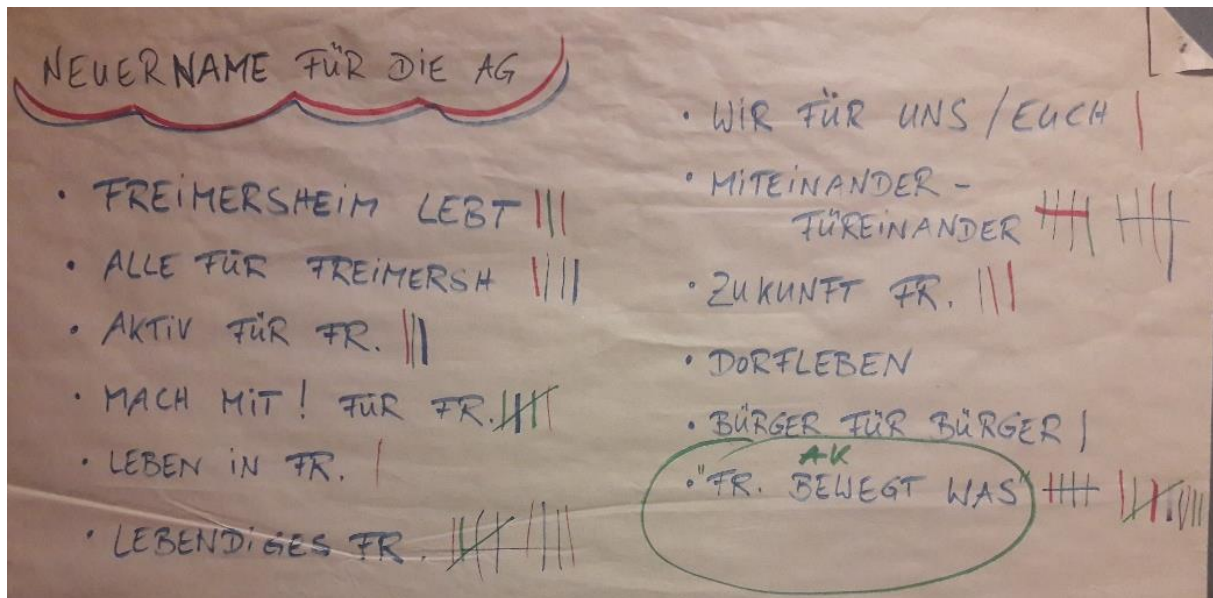 NEUER NAME FÜR DIE AG
• FREIMERSHEIM LEBT
• ALLE FÜR FREIMERSH
• AKTIV FÜR FR.
• MACH MIT! FÜR FR.
• LEBEN IN FR.
• LEBENDIGES FR.
• WIR FÜR UNS / EUCH
• MITEINANDER -
FÜREINANDER
• ZUKUNFT FR.
• DORFLEBEN
• BÜRGER FÜR BÜRGER
AK
• "FR. BEWEGT WAS"